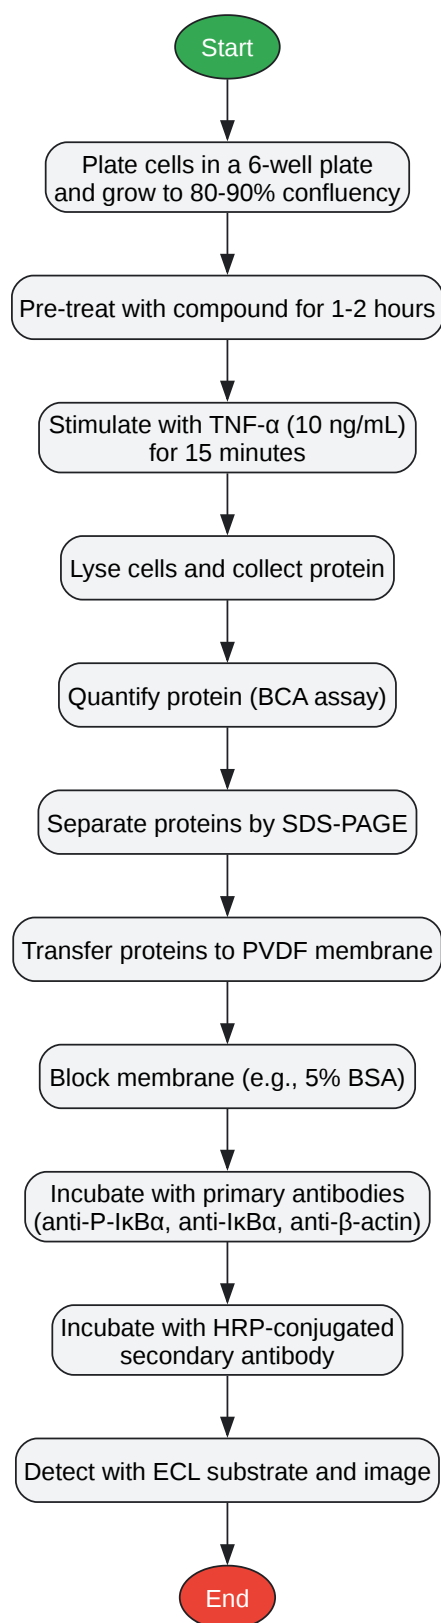 Start
Plate cells in a 6-well plate
and grow to 80-90% confluency
Pre-treat with compound for 1-2 hours
Stimulate with TNF-α (10 ng/mL)
for 15 minutes
Lyse cells and collect protein
Quantify protein (BCA assay)
Separate proteins by SDS-PAGE
Transfer proteins to PVDF membrane
Block membrane (e.g., 5% BSA)
Incubate with primary antibodies
(anti-P-IκBα, anti-IκBα, anti-β-actin)
Incubate with HRP-conjugated
secondary antibody
Detect with ECL substrate and image
End